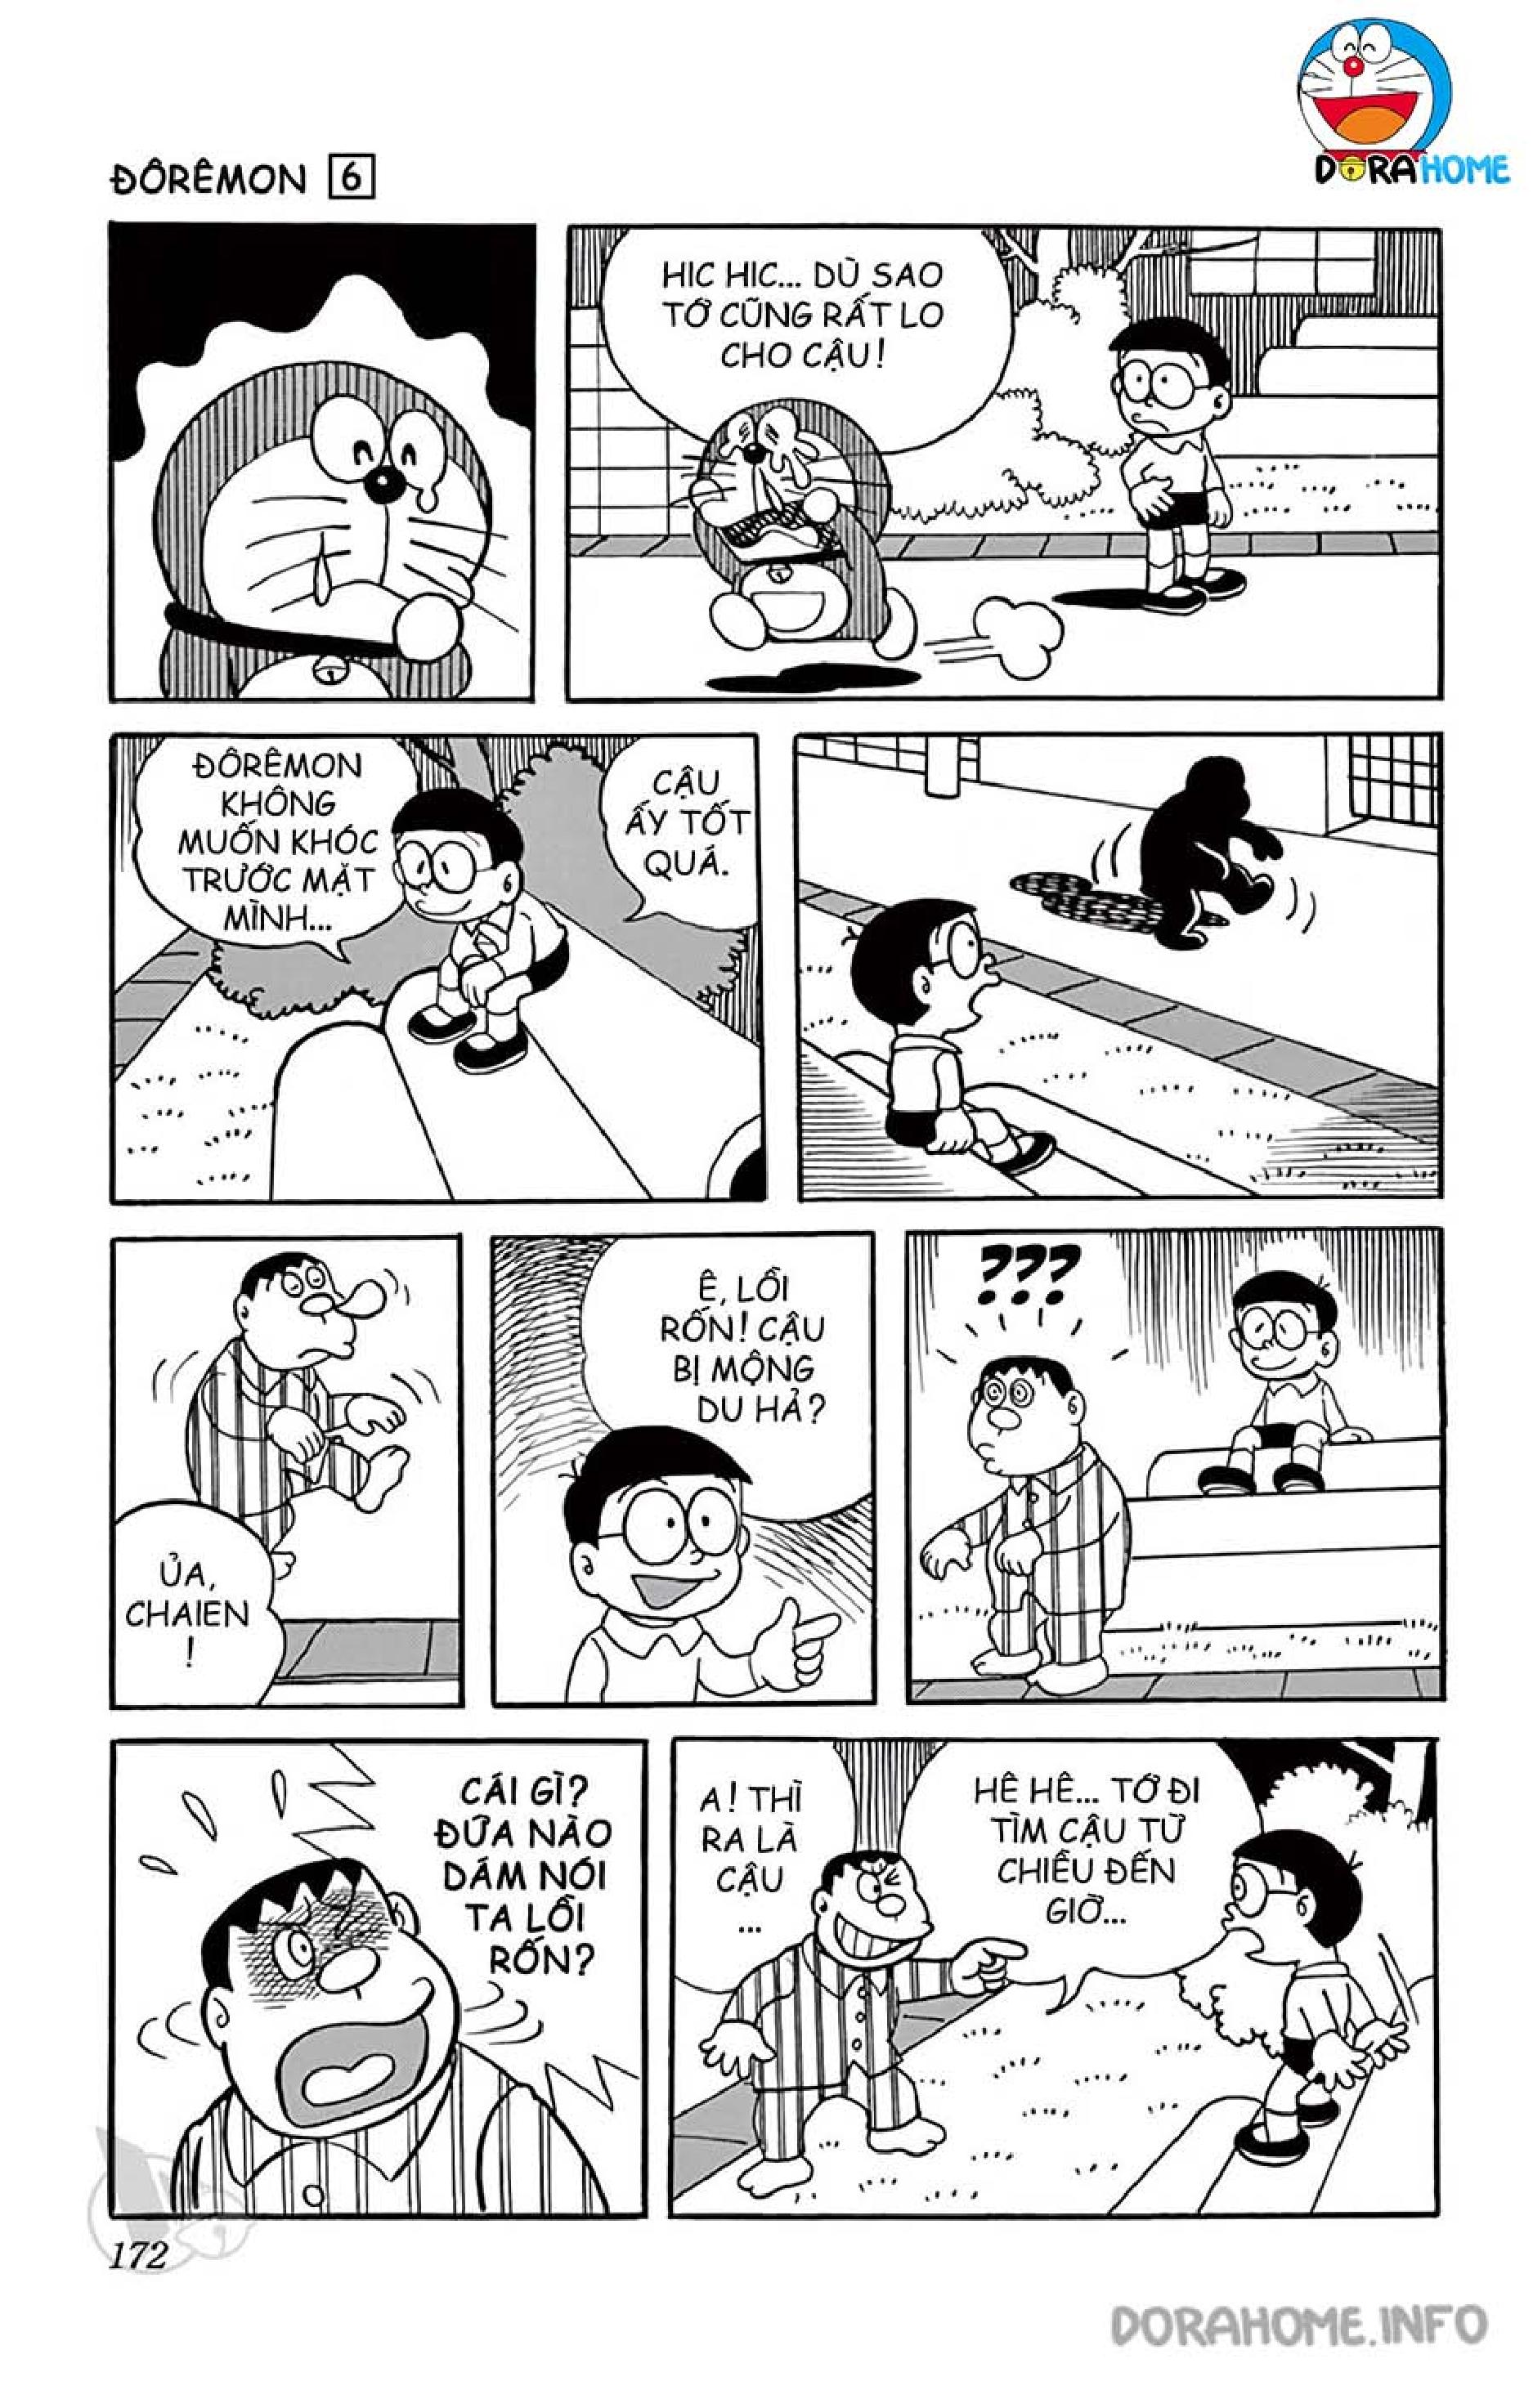 DORAHOME
ĐÔRÊMON 6
HIC HIC... DÙ SAO
TỚ CŨNG RẤT LO
CHO CẬU!
ĐÔRÊMON
KHÔNG
MUỐN KHÓC
TRƯỚC MẶT
MÌNH...
CẬU
ẤY TỐT
QUÁ.
ỦA,
CHAIEN
!
Ê, LỒI
RỐN! CẬU
BỊ MỘNG
DU HẢ?
???
CÁI GÌ?
ĐỨA NÀO
DÁM NÓI
TA LỒI
RỐN?
A! THÌ
RA LÀ
CẬU
...
HÊ HÊ... TỚ ĐI
TÌM CẬU TỪ
CHIỀU ĐẾN
GIỜ...
172
DORAHOME.INFO